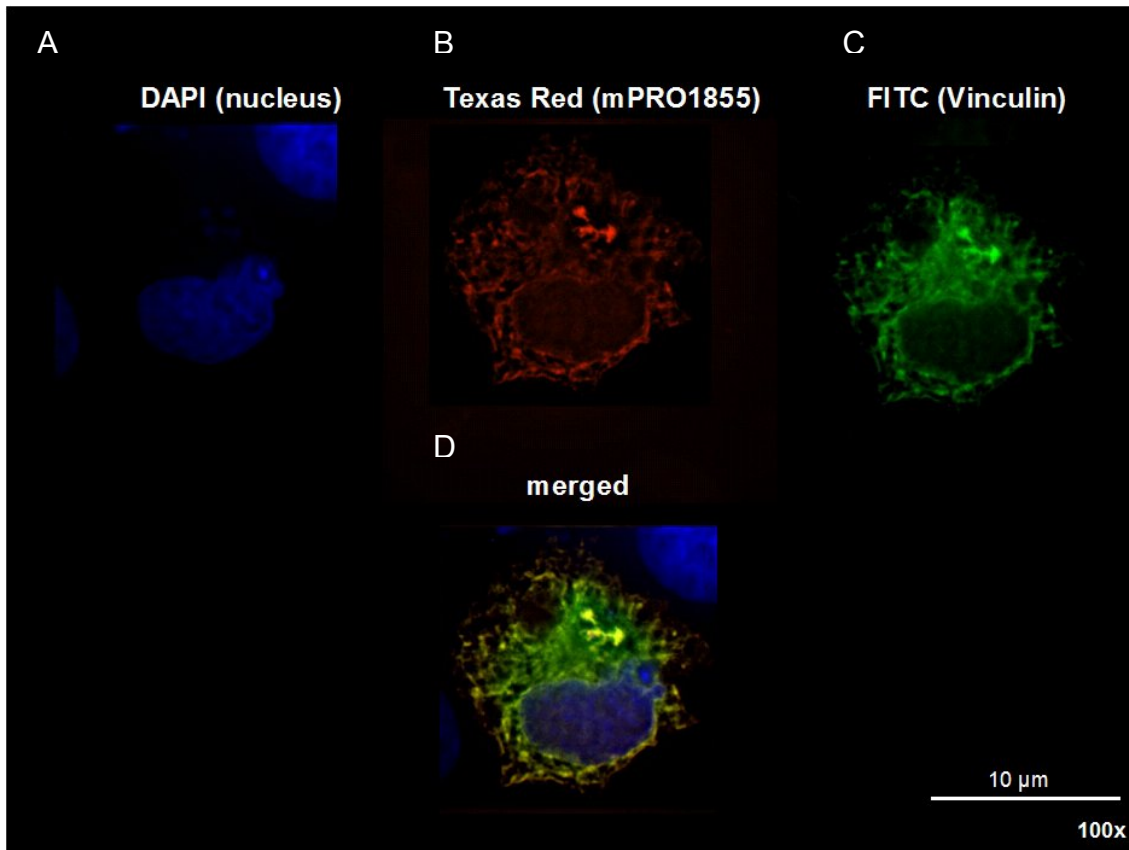 A
B
C
DAPI (nucleus)
Texas Red (mPRO1855)
FITC (Vinculin)
D
merged
10 µm
100x